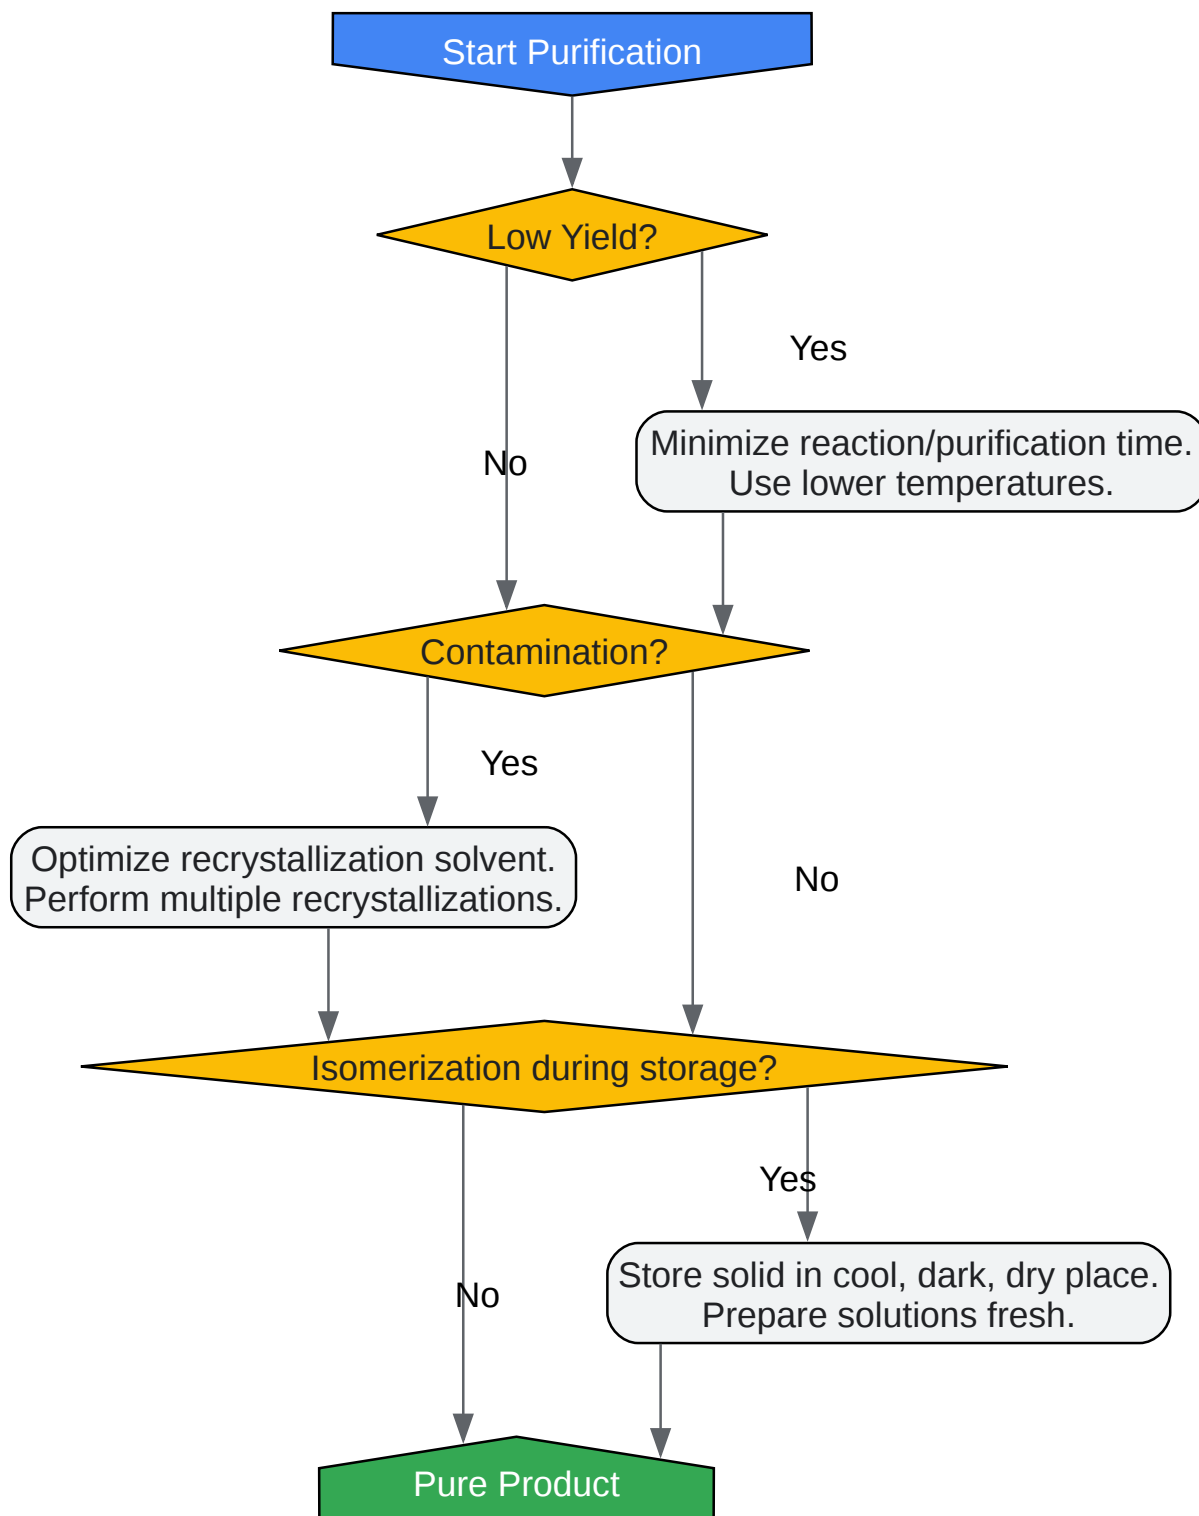 Start Purification
Low Yield?
Yes
Minimize reaction/purification time.
Use lower temperatures.
No
Contamination?
Yes
Optimize recrystallization solvent.
Perform multiple recrystallizations.
No
Isomerization during storage?
Yes
Store solid in cool, dark, dry place.
Prepare solutions fresh.
No
Pure Product